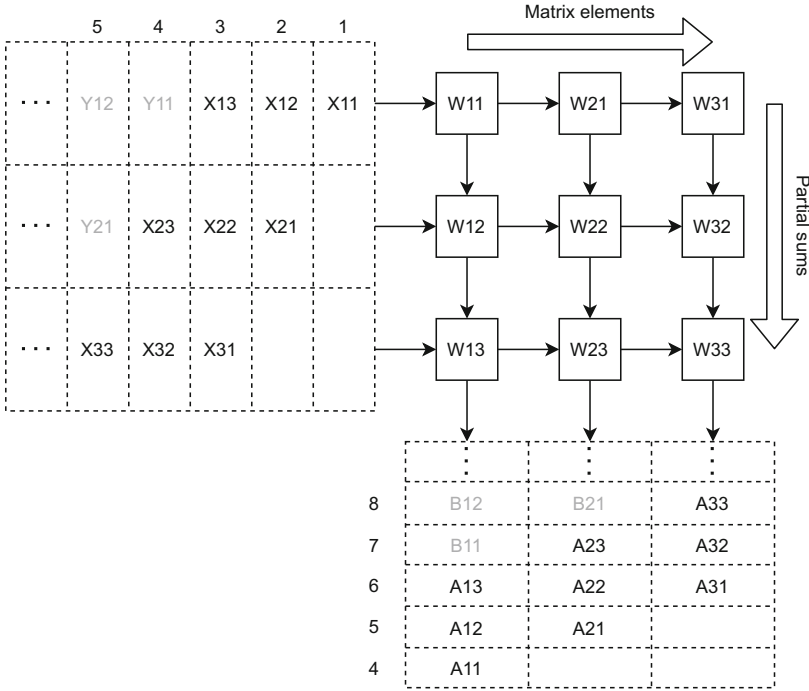 Matrix elements
5 4 3 2 1
... Y12 Y11 X13 X12 X11 W11 W21 W31
Partial sums
... Y21 X23 X22 X21 W12 W22 W32
... X33 X32 X31 W13 W23 W33
... ... ...
8 B12 B21 A33
7 B11 A23 A32
6 A13 A22 A31
5 A12 A21
4 A11